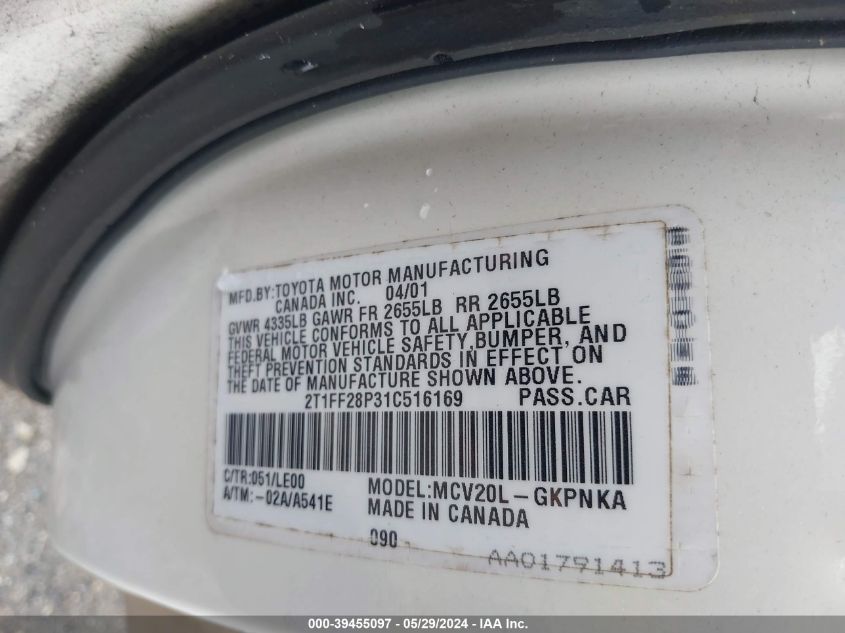 MFD.BY:TOYOTA MOTOR MANUFACTURING
CANADA INC. 04/01
GVWR 4335LB GAWR FR 2655LB RR 2655LB
THIS VEHICLE CONFORMS TO ALL APPLICABLE
FEDERAL MOTOR VEHICLE SAFETY,BUMPER, AND
THEFT PREVENTION STANDARDS IN EFFECT ON
THE DATE OF MANUFACTURE SHOWN ABOVE.
2T1FF28P31C516169 PASS.CAR
C/TR:051/LE00
A/TM:-02A/A541E
MODEL:MCV20L-GKPNKA
MADE IN CANADA
090
AA01791413
000-39455097 - 05/29/2024 - IAA Inc.